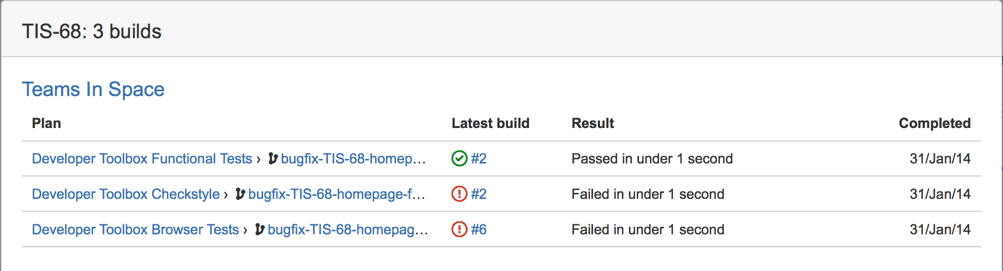 TIS-68: 3 builds
Teams In Space
Plan Latest build Result Completed
Developer Toolbox Functional Tests › bugfix-TIS-68-homep... #2 Passed in under 1 second 31/Jan/14
Developer Toolbox Checkstyle › bugfix-TIS-68-homepage-f... #2 Failed in under 1 second 31/Jan/14
Developer Toolbox Browser Tests › bugfix-TIS-68-homepag... #6 Failed in under 1 second 31/Jan/14